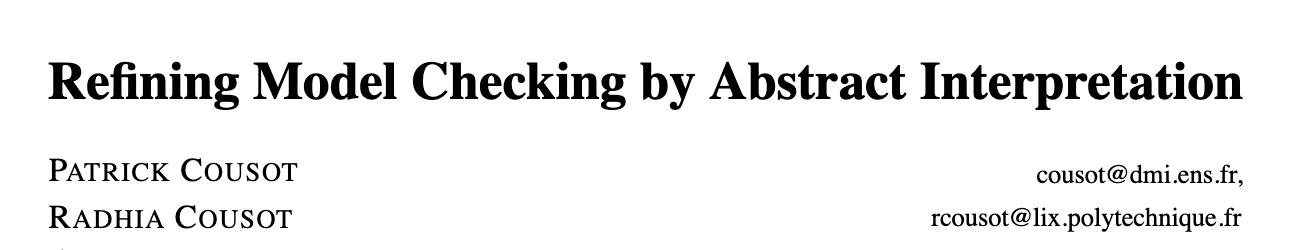 Refining Model Checking by Abstract Interpretation
PATRICK COUSOT cousot@dmi.ens.fr,
RADHIA COUSOT rcousot@lix.polytechnique.fr